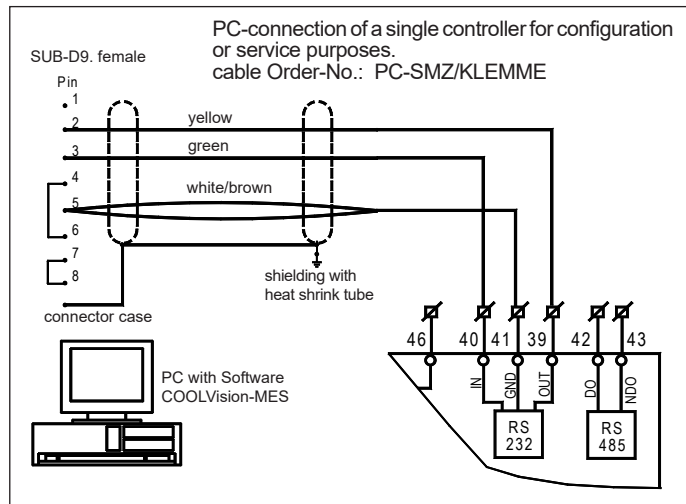 PC-connection of a single controller for configuration
or service purposes.
cable Order-No.: PC-SMZ/KLEMME
SUB-D9. female
Pin
1
2
3
4
5
6
7
8
yellow
green
white/brown
connector case
shielding with
heat shrink tube
PC with Software
COOLVision-MES
46 40 41 39 42 43
IN GND OUT DO NDO
RS
232
RS
485